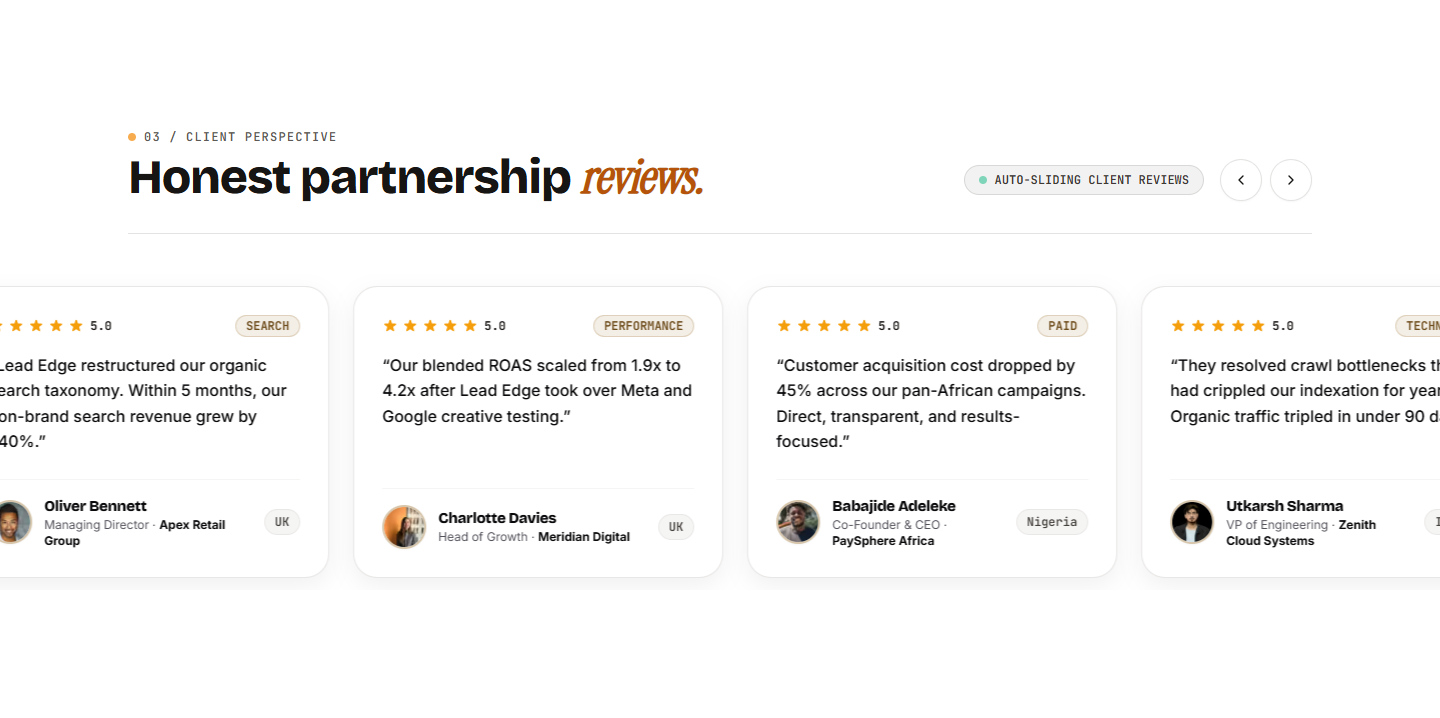 03 / CLIENT PERSPECTIVE
Honest partnership reviews.
AUTO-SLIDING CLIENT REVIEWS
5.0
SEARCH
Lead Edge restructured our organic
taxonomy. Within 5 months, our
search revenue grew by
40%.”
Oliver Bennett
Managing Director · Apex Retail
Group
UK
5.0
PERFORMANCE
“Our blended ROAS scaled from 1.9x to
4.2x after Lead Edge took over Meta and
Google creative testing.”
Charlotte Davies
Head of Growth · Meridian Digital
UK
5.0
PAID
“Customer acquisition cost dropped by
45% across our pan-African campaigns.
Direct, transparent, and results-
focused.”
Babajide Adeleke
Co-Founder & CEO ·
PaySphere Africa
Nigeria
5.0
“They resolved crawl bottlenecks
had crippled our indexation for
Organic traffic tripled in under 90
Utkarsh Sharma
VP of Engineering · Zenith
Cloud Systems